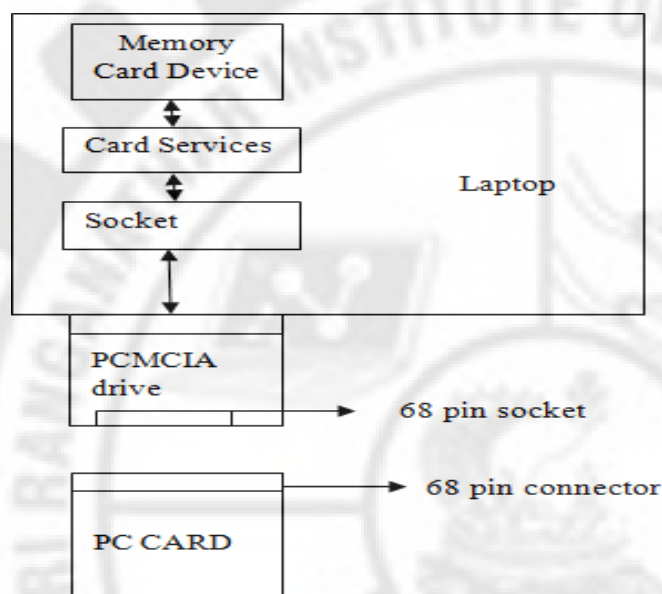 Memory
Card Device
Card Services
Laptop
Socket
PCMCIA
drive
68 pin socket
68 pin connector
PC CARD